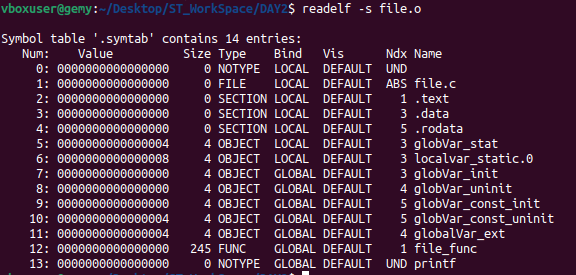 vboxuser@gemy:~/Desktop/ST_WorkSpace/DAY2$ readelf -s file.o

Symbol table '.symtab' contains 14 entries:
   Num:    Value          Size Type    Bind   Vis      Ndx Name
     0: 0000000000000000     0 NOTYPE  LOCAL  DEFAULT  UND
     1: 0000000000000000     0 FILE    LOCAL  DEFAULT  ABS file.c
     2: 0000000000000000     0 SECTION LOCAL  DEFAULT    1 .text
     3: 0000000000000000     0 SECTION LOCAL  DEFAULT    3 .data
     4: 0000000000000000     0 SECTION LOCAL  DEFAULT    5 .rodata
     5: 0000000000000004     4 OBJECT  LOCAL  DEFAULT    3 globVar_stat
     6: 0000000000000008     4 OBJECT  LOCAL  DEFAULT    3 localvar_static.0
     7: 0000000000000000     4 OBJECT  GLOBAL DEFAULT    3 globVar_init
     8: 0000000000000000     4 OBJECT  GLOBAL DEFAULT    4 globVar_uninit
     9: 0000000000000000     4 OBJECT  GLOBAL DEFAULT    5 globVar_const_init
    10: 0000000000000004     4 OBJECT  GLOBAL DEFAULT    5 globVar_const_uninit
    11: 0000000000000004     4 OBJECT  GLOBAL DEFAULT    4 globalVar_ext
    12: 0000000000000000   245 FUNC    GLOBAL DEFAULT    1 file_func
    13: 0000000000000000     0 NOTYPE  GLOBAL DEFAULT  UND printf